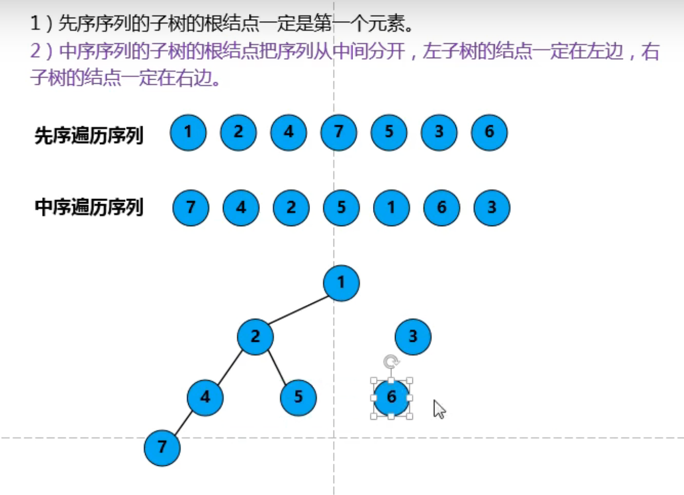 1）先序序列的子树的根结点一定是第一个元素。
2）中序序列的子树的根结点把序列从中间分开，左子树的结点一定在左边，右
子树的结点一定在右边。
先序遍历序列 1 2 4 7 5 3 6
中序遍历序列 7 4 2 5 1 6 3
1
2 3
4 5 6
7